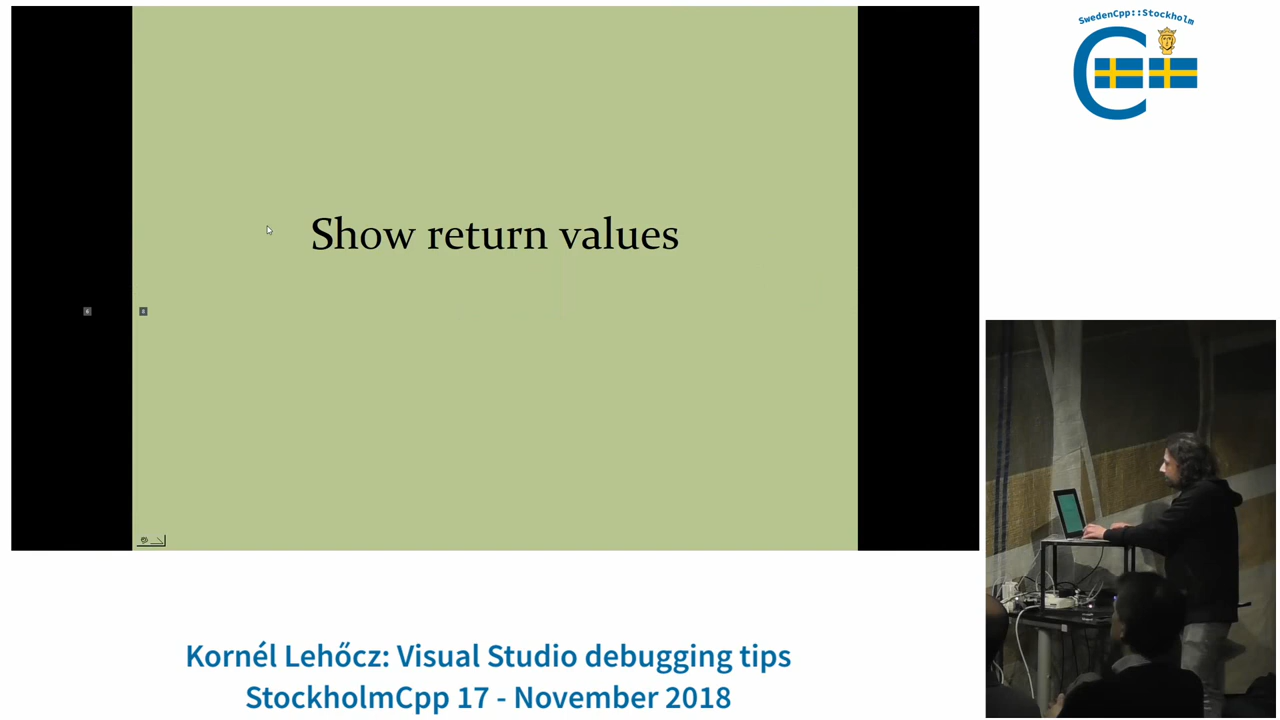 SwedenCpp::Stockholm
Show return values
Kornél Lehőcz: Visual Studio debugging tips
StockholmCpp 17 - November 2018